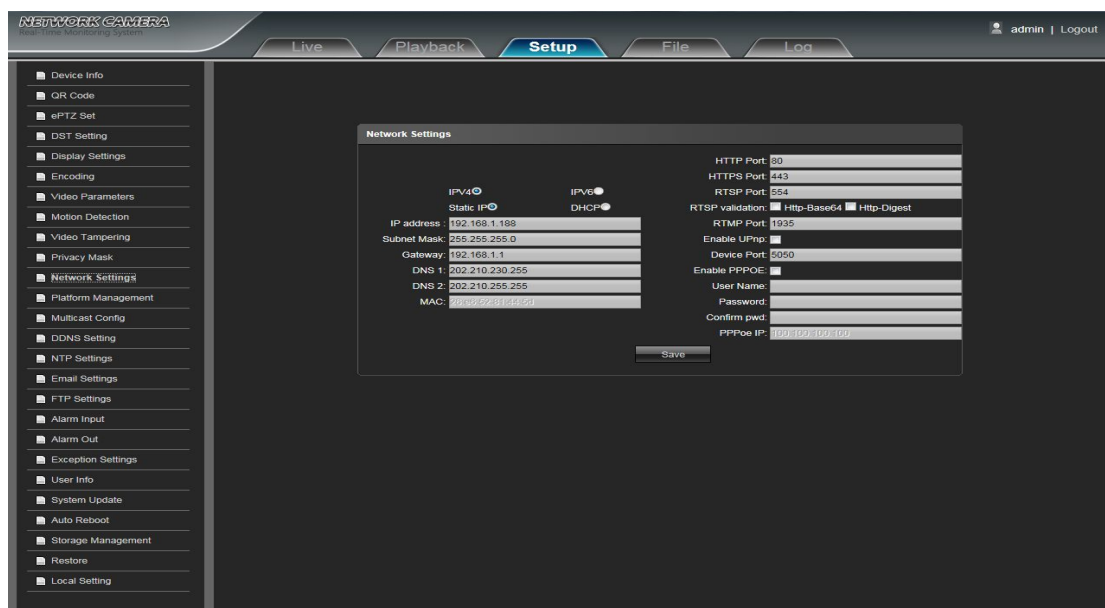 NETWORK CAMERA
Real-Time Monitoring System
Live
Playback
Setup
File
Log
admin | Logout
Device Info
QR Code
ePTZ Set
DST Setting
Display Settings
Encoding
Video Parameters
Motion Detection
Video Tampering
Privacy Mask
Network Settings
Platform Management
Multicast Config
DDNS Setting
NTP Settings
Email Settings
FTP Settings
Alarm Input
Alarm Out
Exception Settings
User Info
System Update
Auto Reboot
Storage Management
Restore
Local Setting
Network Settings
IPV4 IPV6
Static IP DHCP
IP address : 192.168.1.188
Subnet Mask: 255.255.255.0
Gateway: 192.168.1.1
DNS 1: 202.210.230.255
DNS 2: 202.210.255.255
MAC:
HTTP Port: 80
HTTPS Port: 443
RTSP Port: 554
RTSP validation: Http-Base64 Http-Digest
RTMP Port: 1935
Enable UPnp:
Device Port: 5050
Enable PPPOE:
User Name:
Password:
Confirm pwd:
PPPoe IP: 100.100.100.100
Save